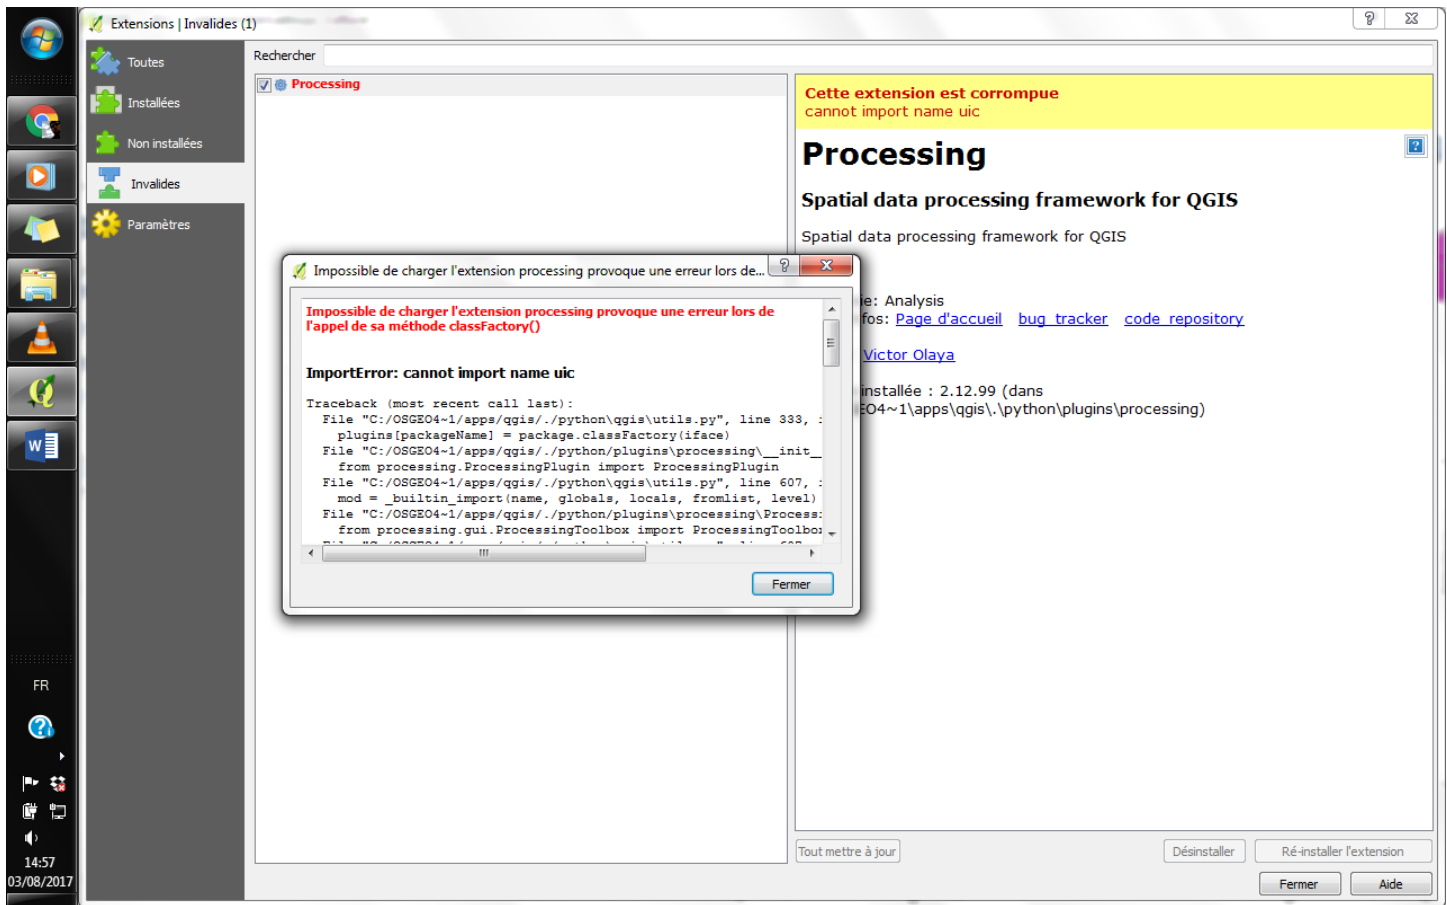 Extensions | Invalides (1)
Toutes
Installées
Non installées
Invalides
Paramètres
Rechercher
Processing
Cette extension est corrompue
cannot import name uic
Processing
Spatial data processing framework for QGIS
Spatial data processing framework for QGIS
ie: Analysis
fos: Page d'accueil bug tracker code repository
Victor Olaya
installée : 2.12.99 (dans
EO4~1\apps\qgis\.\python\plugins\processing)
Impossible de charger l'extension processing provoque une erreur lors de...
Impossible de charger l'extension processing provoque une erreur lors de
l'appel de sa méthode classFactory()
ImportError: cannot import name uic
Traceback (most recent call last):
File "C:/OSGEO4~1/apps/qgis/./python\qgis\utils.py", line 333, :
plugins[packageName] = package.classFactory(iface)
File "C:/OSGEO4~1/apps/qgis/./python/plugins\processing\__init__
from processing.ProcessingPlugin import ProcessingPlugin
File "C:/OSGEO4~1/apps/qgis/./python\qgis\utils.py", line 607, :
mod = _builtin_import(name, globals, locals, fromlist, level)
File "C:/OSGEO4~1/apps/qgis/./python/plugins\processing\Process:
from processing.gui.ProcessingToolbox import ProcessingToolbo
Fermer
Tout mettre à jour
Désinstaller
Ré-installer l'extension
Fermer
Aide
W
FR
14:57
03/08/2017